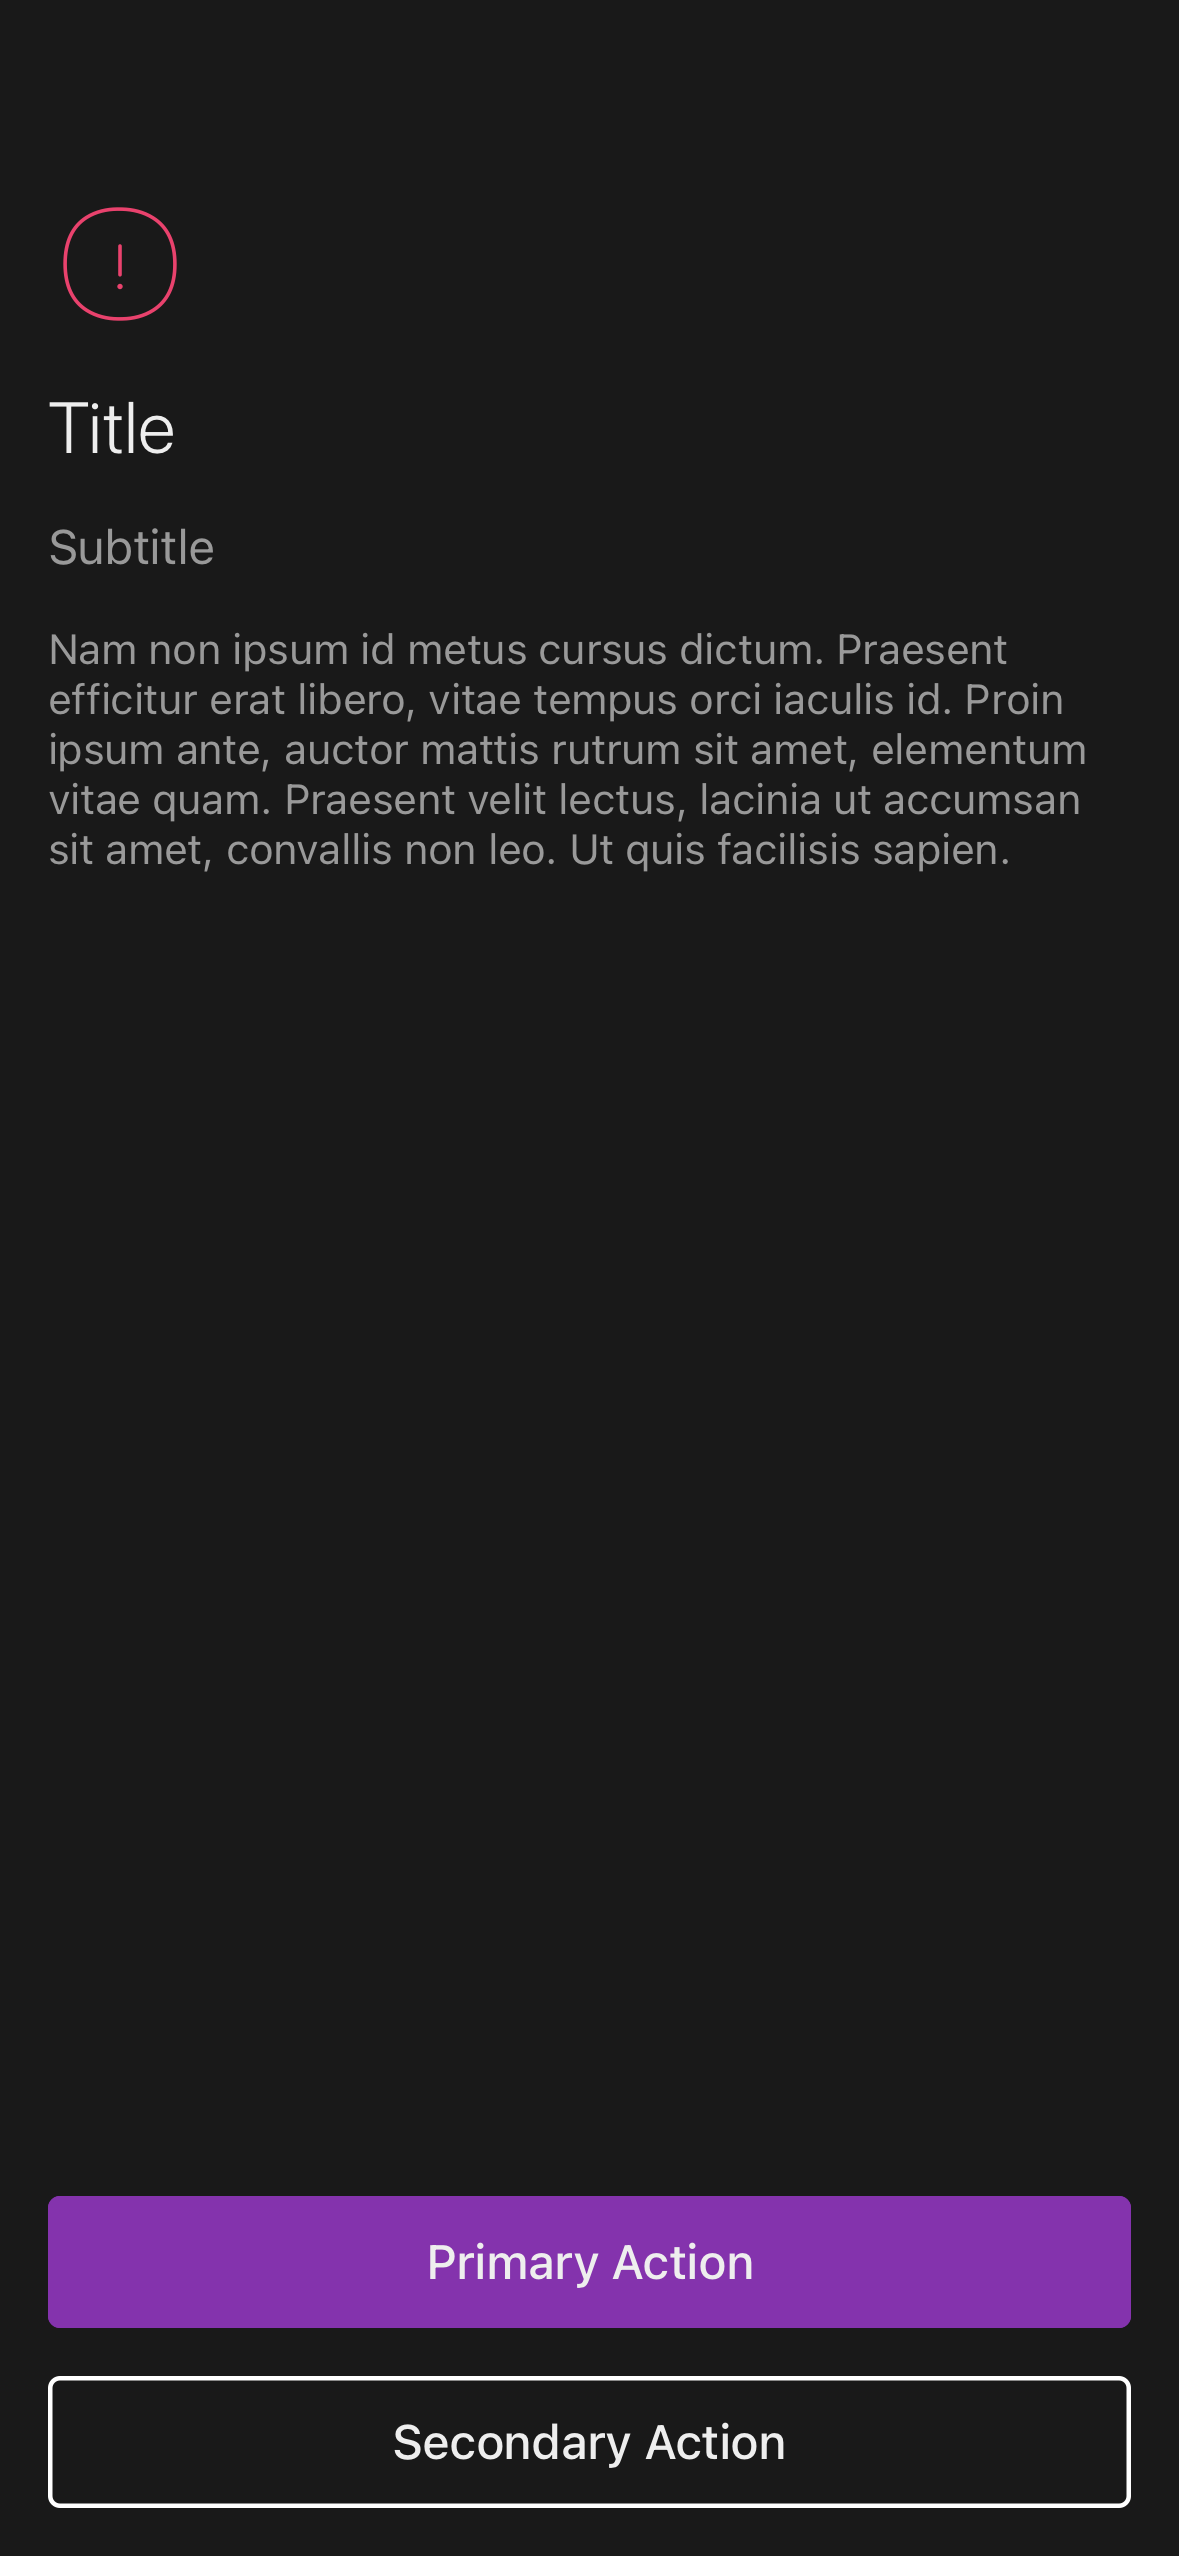 !
Title
Subtitle
Nam non ipsum id metus cursus dictum. Praesent
efficitur erat libero, vitae tempus orci iaculis id. Proin
ipsum ante, auctor mattis rutrum sit amet, elementum
vitae quam. Praesent velit lectus, lacinia ut accumsan
sit amet, convallis non leo. Ut quis facilisis sapien.
Primary Action
Secondary Action